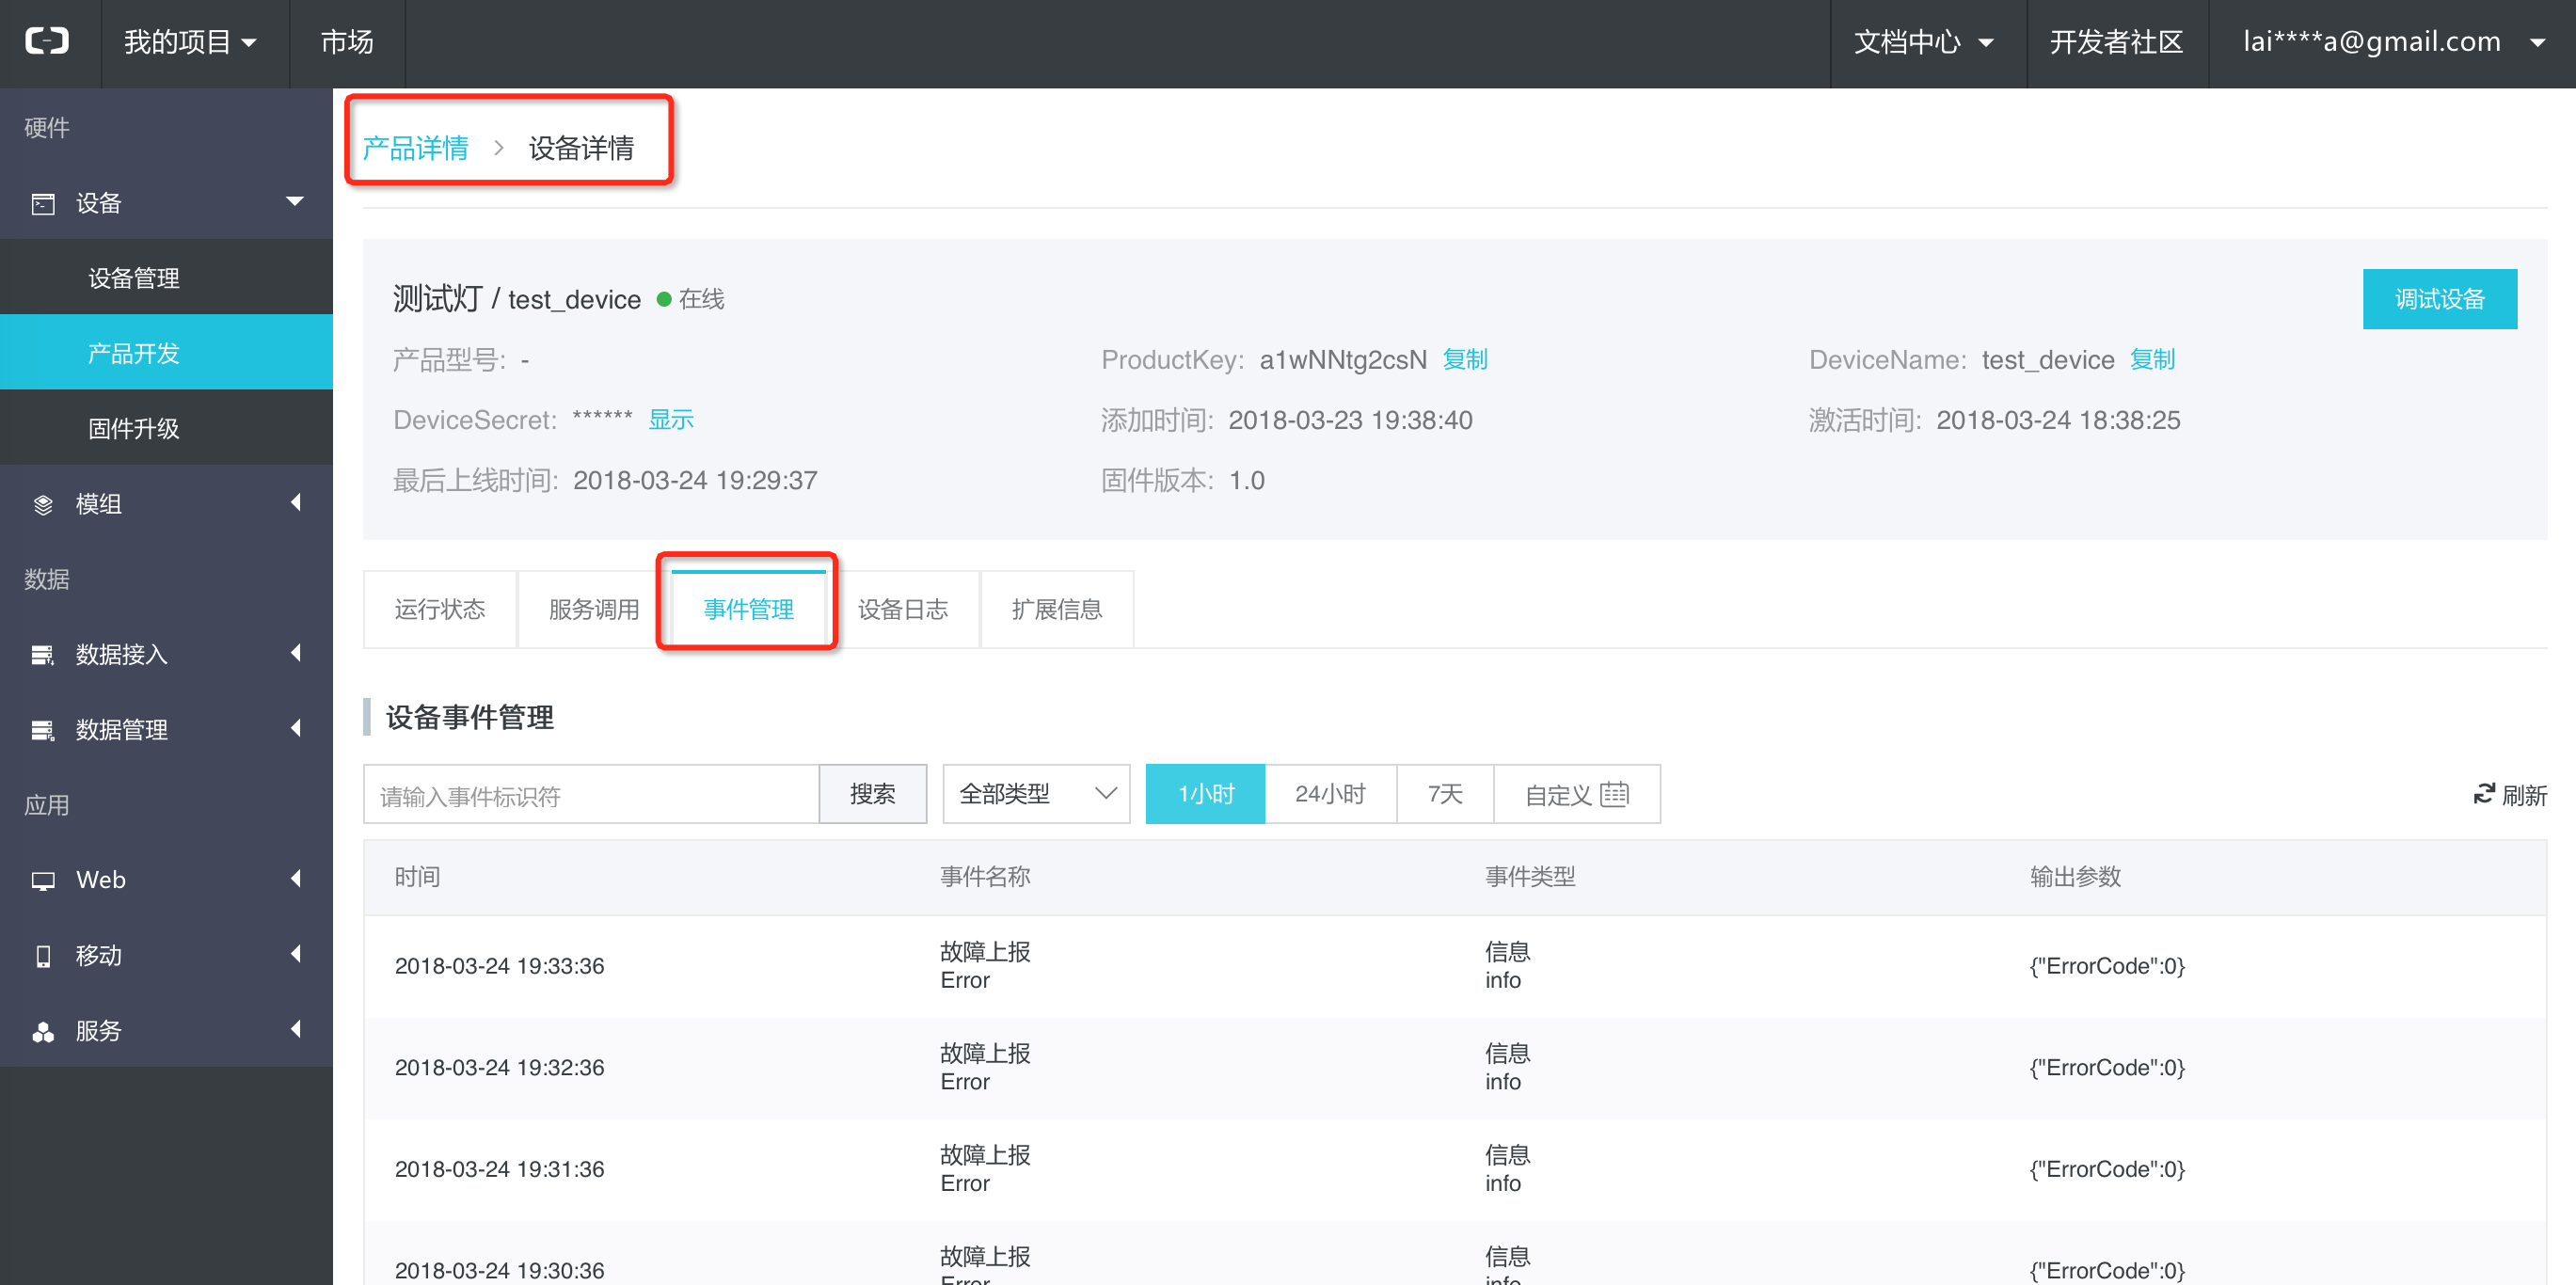 我的项目
市场
文档中心
开发者社区
lai****a@gmail.com
硬件
设备
设备管理
产品开发
固件升级
模组
数据
数据接入
数据管理
应用
Web
移动
服务
产品详情 > 设备详情
测试灯 / test_device 在线
调试设备
产品型号: -
ProductKey: a1wNNtg2csN 复制
DeviceName: test_device 复制
DeviceSecret: ****** 显示
添加时间: 2018-03-23 19:38:40
激活时间: 2018-03-24 18:38:25
最后上线时间: 2018-03-24 19:29:37
固件版本: 1.0
运行状态
服务调用
事件管理
设备日志
扩展信息
设备事件管理
请输入事件标识符
搜索
全部类型
1小时
24小时
7天
自定义
刷新
时间
事件名称
事件类型
输出参数
2018-03-24 19:33:36
故障上报
Error
信息
info
{"ErrorCode":0}
2018-03-24 19:32:36
故障上报
Error
信息
info
{"ErrorCode":0}
2018-03-24 19:31:36
故障上报
Error
信息
info
{"ErrorCode":0}
2018-03-24 19:30:36
故障上报
Error
信息
info
{"ErrorCode":0}